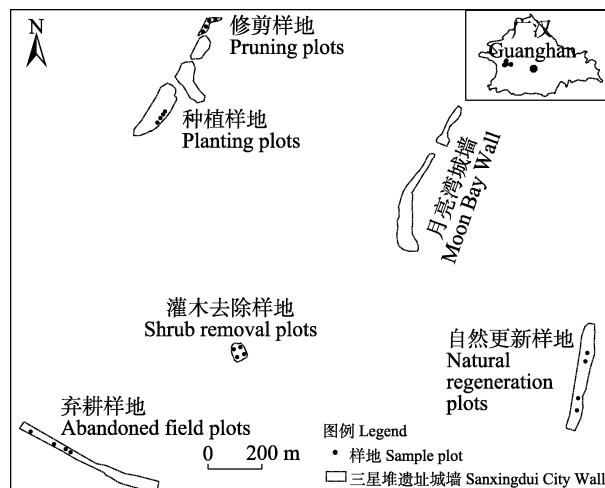 N
修剪样地
Pruning plots
Guanghan
种植样地
Planting plots
月亮湾城墙
Moon Bay Wall
灌木去除样地
Shrub removal plots
自然更新样地
Natural
regeneration
plots
弃耕样地
Abandoned field plots
0 200 m
图例 Legend
样地 Sample plot
三星堆遗址城墙 Sanxingdui City Wall